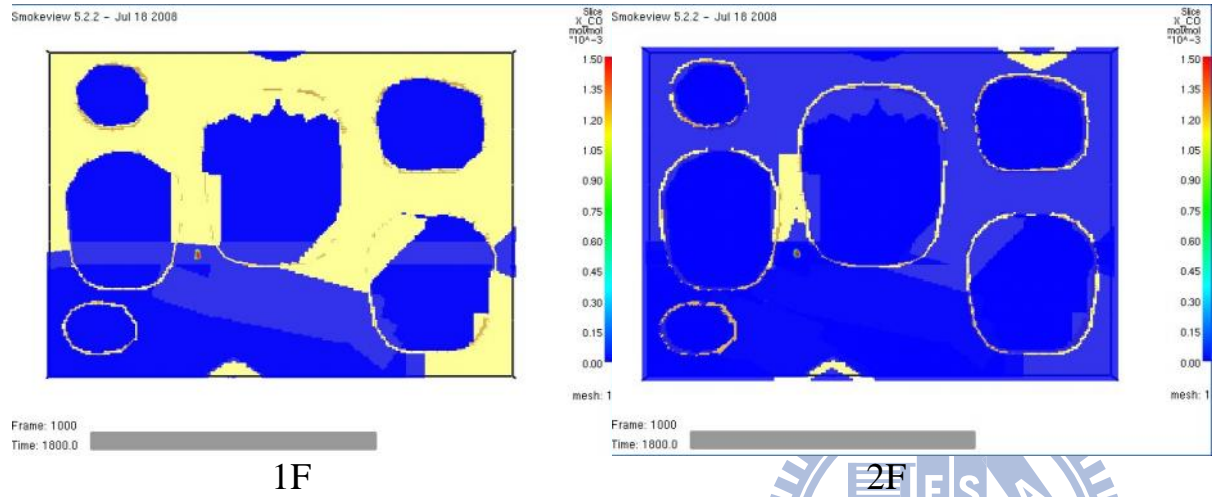 Smokeview 5.2.2 - Jul 18 2008
Slice
X_CO
mol/mol
*10^-3
1.50
1.35
1.20
1.05
0.90
0.75
0.60
0.45
0.30
0.15
0.00
mesh: 1
Frame: 1000
Time: 1800.0
1F
Smokeview 5.2.2 - Jul 18 2008
Slice
X_CO
mol/mol
*10^-3
1.50
1.35
1.20
1.05
0.90
0.75
0.60
0.45
0.30
0.15
0.00
mesh: 1
Frame: 1000
Time: 1800.0
2F
ES